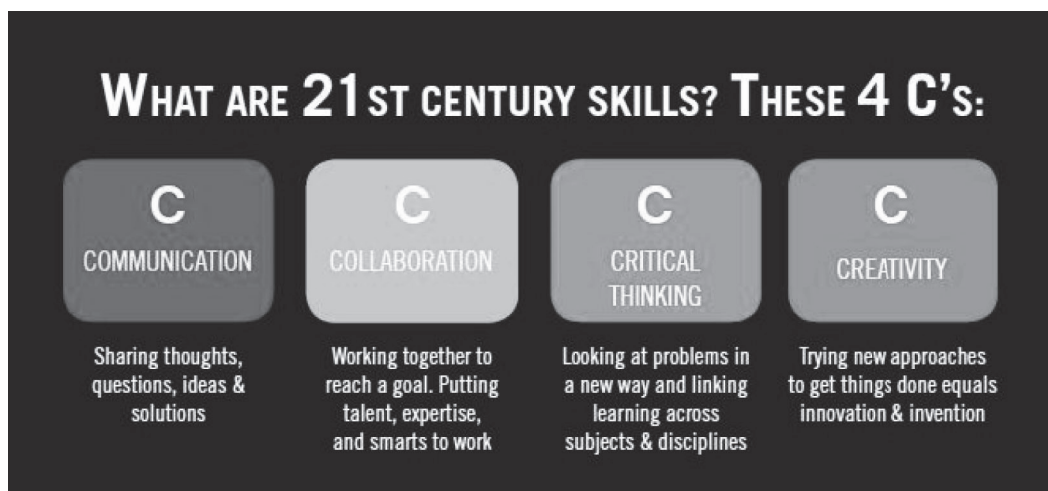 WHAT ARE 21ST CENTURY SKILLS? THESE 4 C'S:
C
COMMUNICATION
Sharing thoughts,
questions, ideas &
solutions
C
COLLABORATION
Working together to
reach a goal. Putting
talent, expertise,
and smarts to work
C
CRITICAL
THINKING
Looking at problems in
a new way and linking
learning across
subjects & disciplines
C
CREATIVITY
Trying new approaches
to get things done equals
innovation & invention